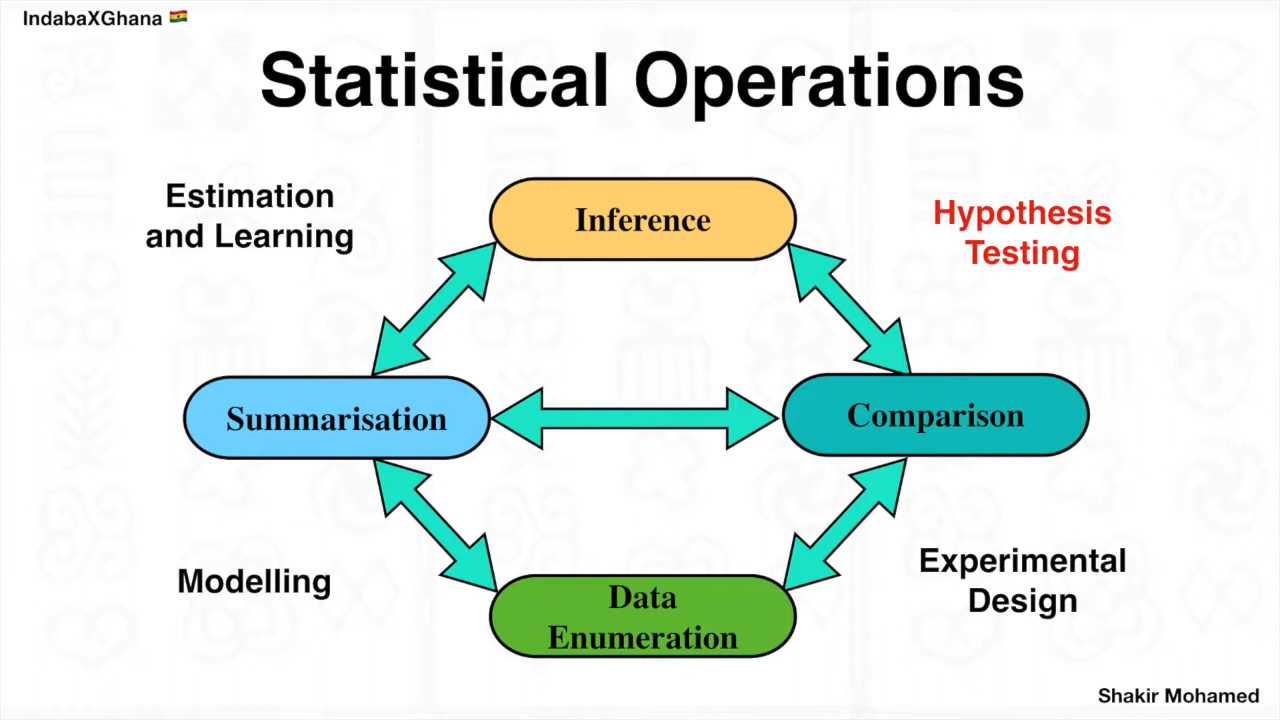 IndabaXGhana 🇬🇭
Statistical Operations
Estimation
and Learning
Inference
Hypothesis
Testing
Summarisation
Comparison
Modelling
Data
Enumeration
Experimental
Design
Shakir Mohamed